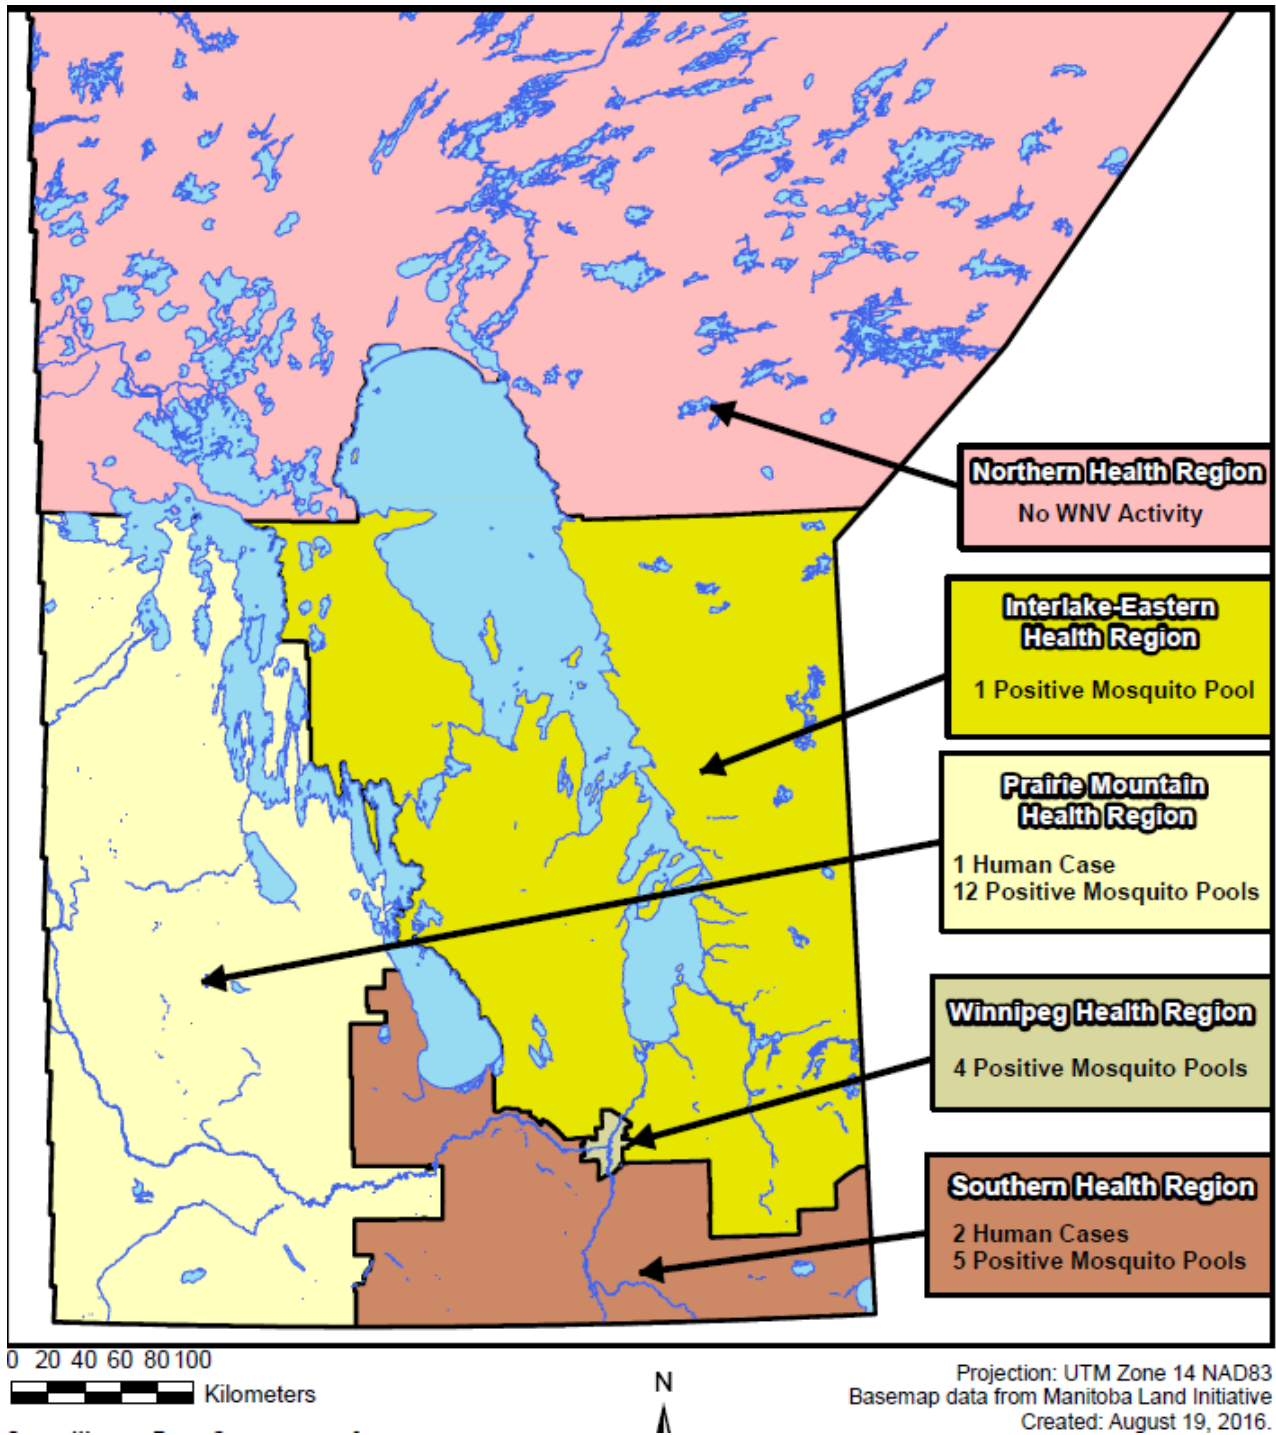 Northern Health Region
No WNV Activity
Interlake-Eastern
Health Region
1 Positive Mosquito Pool
Prairie Mountain
Health Region
1 Human Case
12 Positive Mosquito Pools
Winnipeg Health Region
4 Positive Mosquito Pools
Southern Health Region
2 Human Cases
5 Positive Mosquito Pools
0 20 40 60 80 100
Kilometers
N
Projection: UTM Zone 14 NAD83
Basemap data from Manitoba Land Initiative
Created: August 19, 2016.